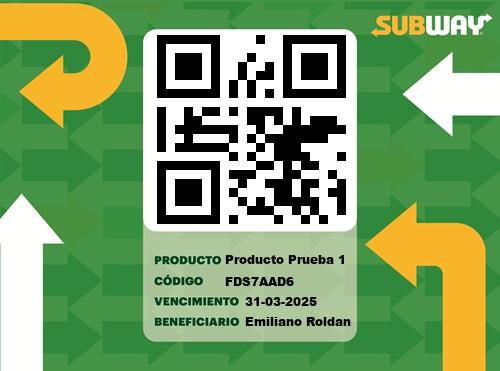 SUBWAY
PRODUCTO Producto Prueba 1
CÓDIGO FDS7AAD6
VENCIMIENTO 31-03-2025
BENEFICIARIO Emiliano Roldan